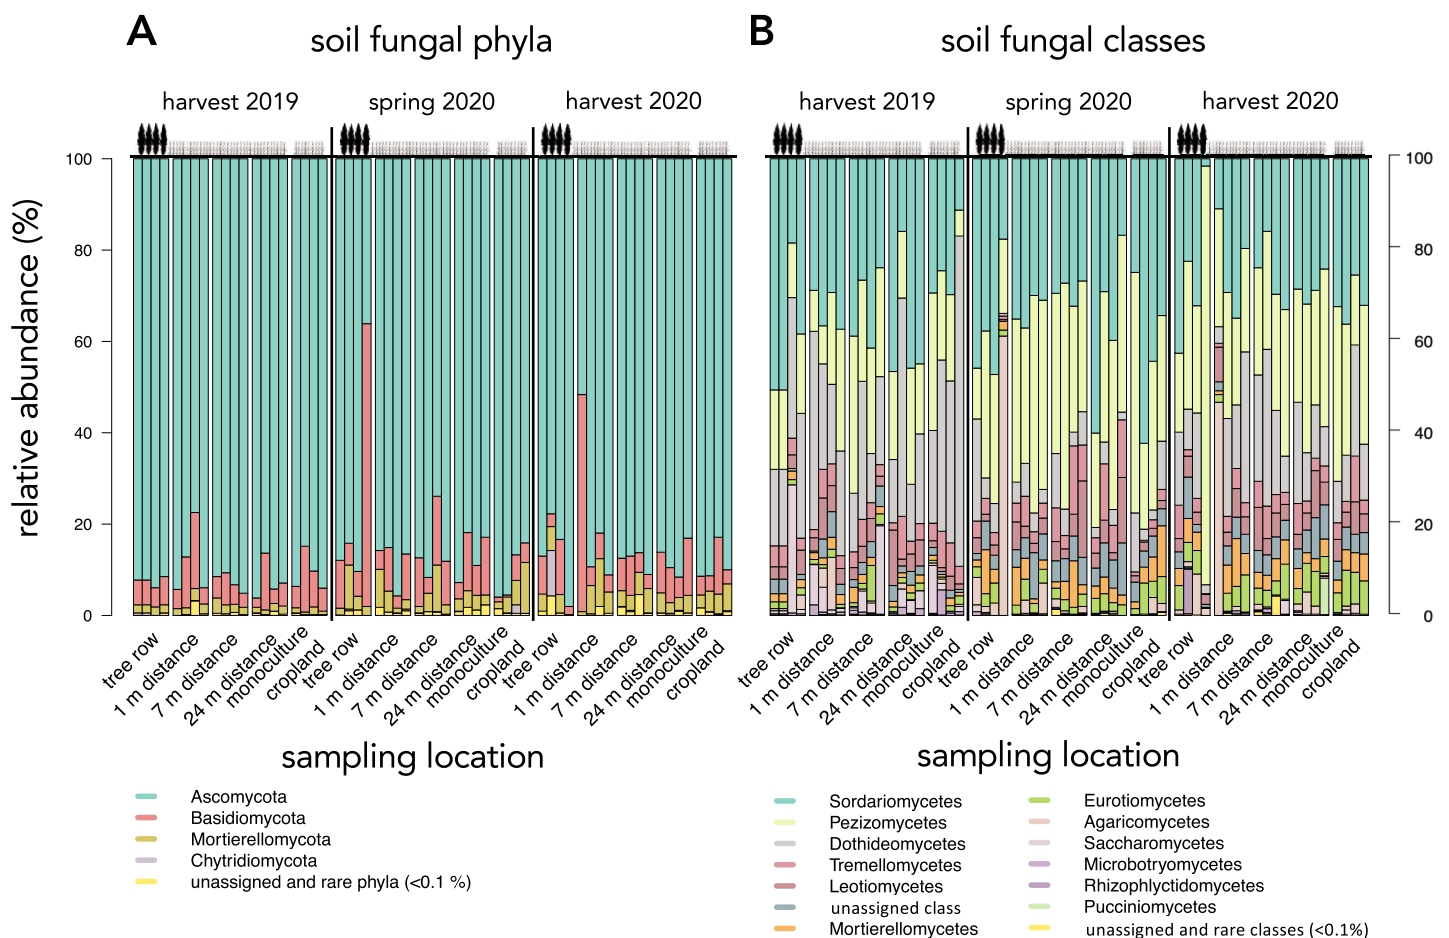 A
soil fungal phyla
harvest 2019
spring 2020
harvest 2020
relative abundance (%)
100
80
60
40
20
0
tree row
1 m distance
7 m distance
24 m distance
monoculture
cropland
tree row
1 m distance
7 m distance
24 m distance
monoculture
cropland
tree row
1 m distance
7 m distance
24 m distance
monoculture
cropland
sampling location
Ascomycota
Basidiomycota
Mortierellomycota
Chytridiomycota
unassigned and rare phyla (<0.1 %)
B
soil fungal classes
harvest 2019
spring 2020
harvest 2020
100
80
60
40
20
0
tree row
1 m distance
7 m distance
24 m distance
monoculture
cropland
tree row
1 m distance
7 m distance
24 m distance
monoculture
cropland
tree row
1 m distance
7 m distance
24 m distance
monoculture
cropland
sampling location
Sordariomycetes
Pezizomycetes
Dothideomycetes
Tremellomycetes
Leotiomycetes
unassigned class
Mortierellomycetes
Eurotiomycetes
Agaricomycetes
Saccharomycetes
Microbotryomycetes
Rhizophlyctidomycetes
Pucciniomycetes
unassigned and rare classes (<0.1%)